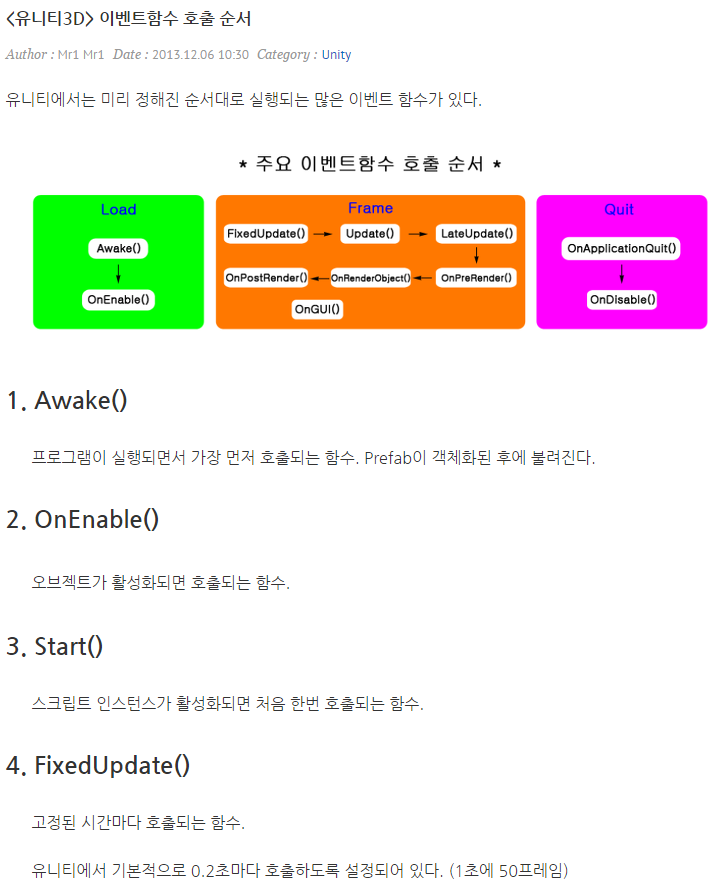 <유니티3D> 이벤트함수 호출 순서
Author : Mr1 Mr1 Date : 2013.12.06 10:30 Category : Unity
유니티에서는 미리 정해진 순서대로 실행되는 많은 이벤트 함수가 있다.
* 주요 이벤트함수 호출 순서 *
Load
Awake()
OnEnable()
Frame
FixedUpdate()
Update()
LateUpdate()
OnPreRender()
OnRenderObject()
OnPostRender()
OnGUI()
Quit
OnApplicationQuit()
OnDisable()
1. Awake()
프로그램이 실행되면서 가장 먼저 호출되는 함수. Prefab이 객체화된 후에 불려진다.
2. OnEnable()
오브젝트가 활성화되면 호출되는 함수.
3. Start()
스크립트 인스턴스가 활성화되면 처음 한번 호출되는 함수.
4. FixedUpdate()
고정된 시간마다 호출되는 함수.
유니티에서 기본적으로 0.2초마다 호출하도록 설정되어 있다. (1초에 50프레임)